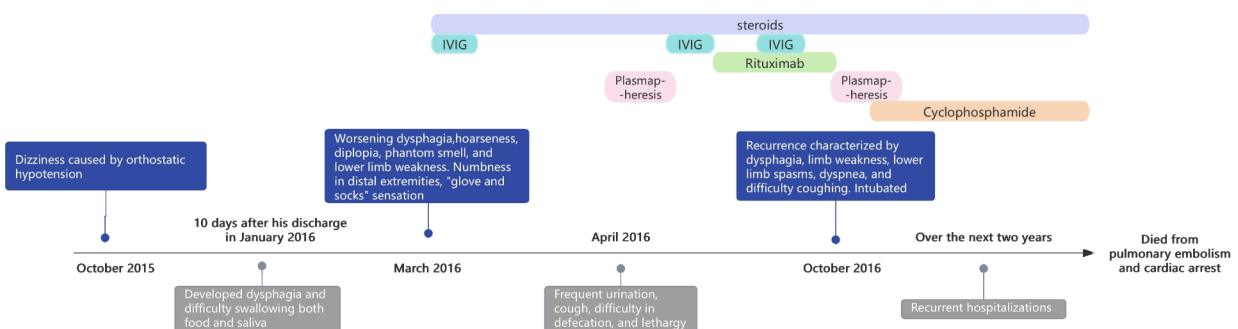 steroids
IVIG
IVIG
IVIG
Rituximab
Plasmap-
-heresis
Plasmap-
-heresis
Cyclophosphamide
Dizziness caused by orthostatic
hypotension
Worsening dysphagia,hoarseness,
diplopia, phantom smell, and
lower limb weakness. Numbness
in distal extremities, "glove and
socks" sensation
Recurrence characterized by
dysphagia, limb weakness, lower
limb spasms, dyspnea, and
difficulty coughing. Intubated
10 days after his discharge
in January 2016
April 2016
Over the next two years
October 2015
March 2016
October 2016
Died from
pulmonary embolism
and cardiac arrest
Developed dysphagia and
difficulty swallowing both
food and saliva
Frequent urination,
cough, difficulty in
defecation, and lethargy
Recurrent hospitalizations